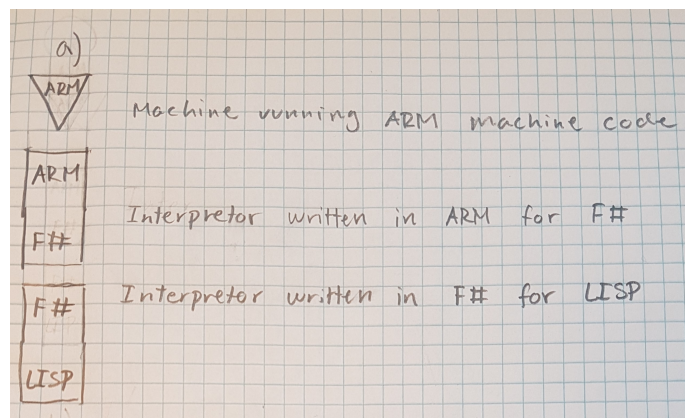 a)
ARM
Machine running ARM machine code
ARM
Interpretor written in ARM for F#
F#
F#
Interpretor written in F# for LISP
LISP